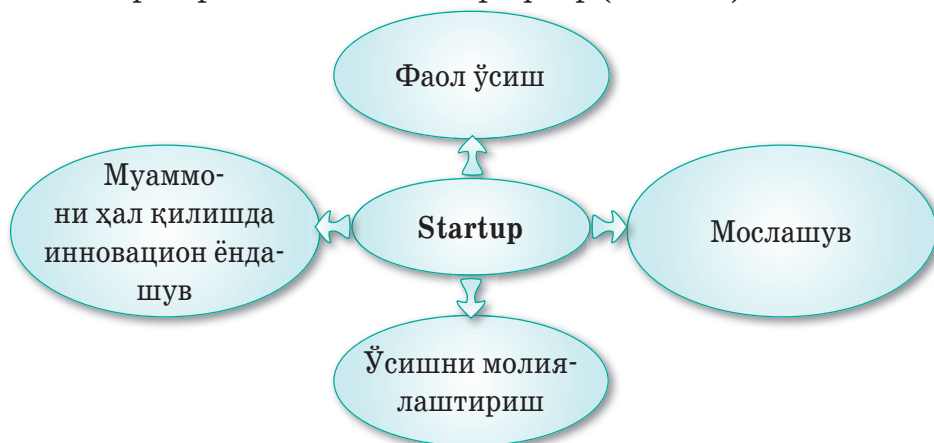 Фаол ўсиш
Муаммо-
ни ҳал қилишда
инновацион ёнда-
шув
Startup
Мослашув
Ўсишни молия-
лаштириш